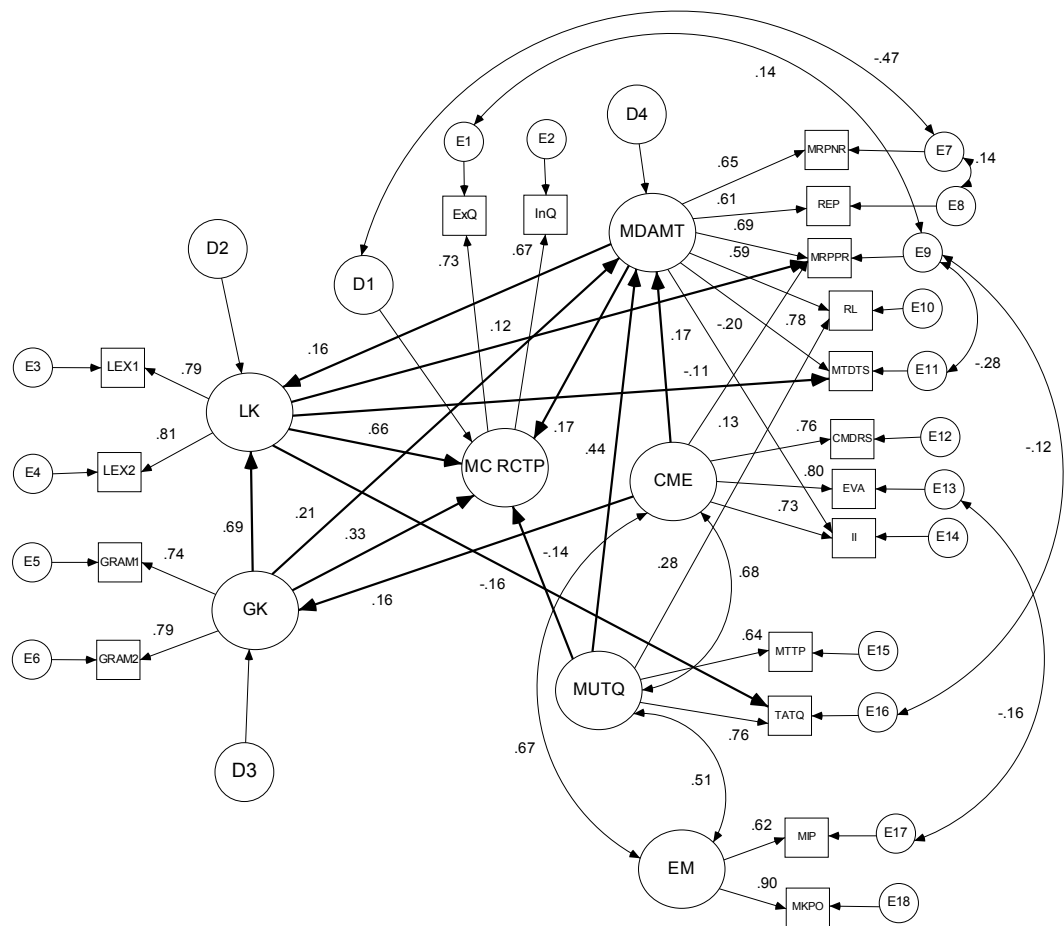 -.47
.14
D4
E1
E2
MRPNR
E7
.14
.65
ExQ
InQ
.61
REP
E8
D2
MDAMT
.69
.73
.67
.59
MRPPR
E9
D1
RL
E10
.12
.17
-.20
.78
-.28
.16
E3
LEX1
.79
-.11
MTDTS
E11
LK
.66
.17
.13
.76
CMDRS
E12
-.12
.81
.44
E4
LEX2
MC RCTP
CME
.80
EVA
E13
.73
.69
.21
.33
II
E14
E5
GRAM1
.74
-.14
.28
.68
GK
.16
-.16
E6
GRAM2
.79
.64
MTTP
E15
MUTQ
TATQ
E16
.76
-.16
D3
.67
.51
.62
MIP
E17
EM
.90
MKPO
E18